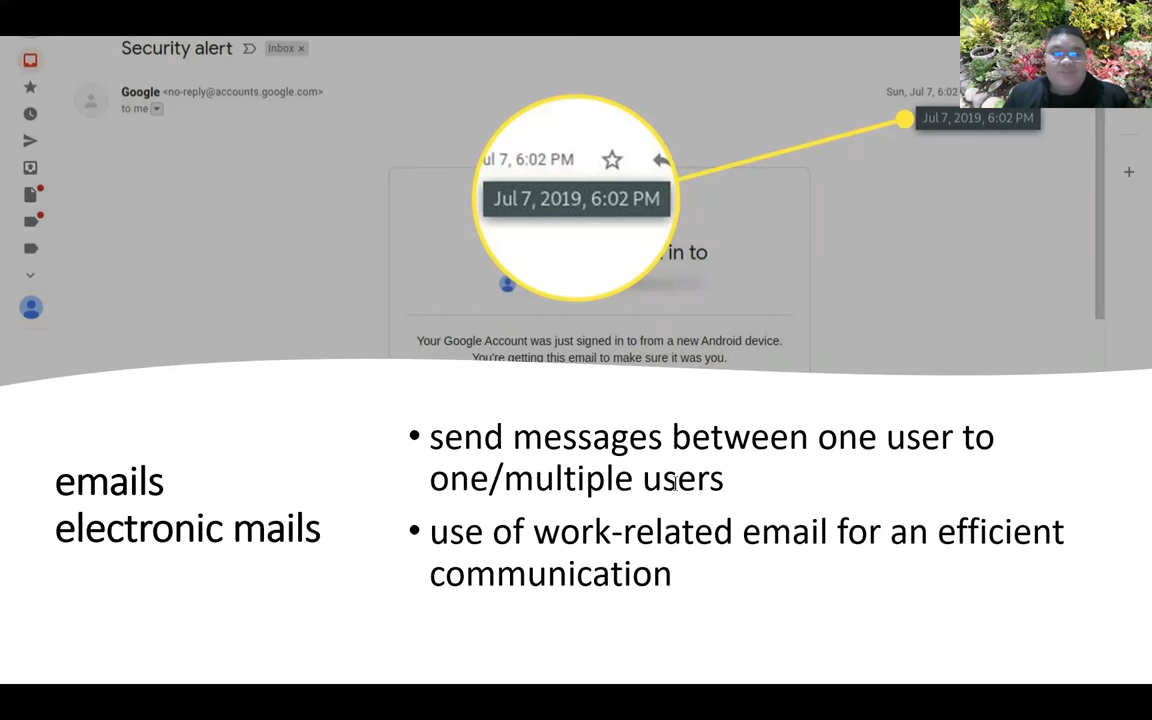 Security alert Inbox ×
Google <no-reply@accounts.google.com>
Sun, Jul 7, 6:02
to me
Jul 7, 2019, 6:02 PM
ul 7, 6:02 PM
Jul 7, 2019, 6:02 PM
in to
Your Google Account was just signed in to from a new Android device.
You're getting this email to make sure it was you.
emails
electronic mails
• send messages between one user to
one/multiple users
• use of work-related email for an efficient
communication